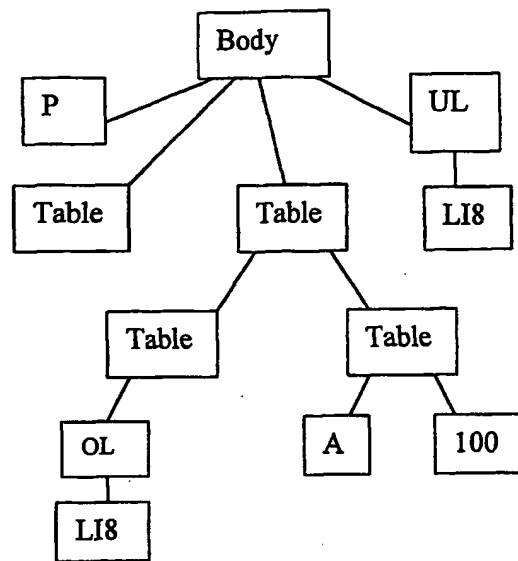 Body
P
UL
Table
Table
LI8
Table
Table
OL
A
100
LI8